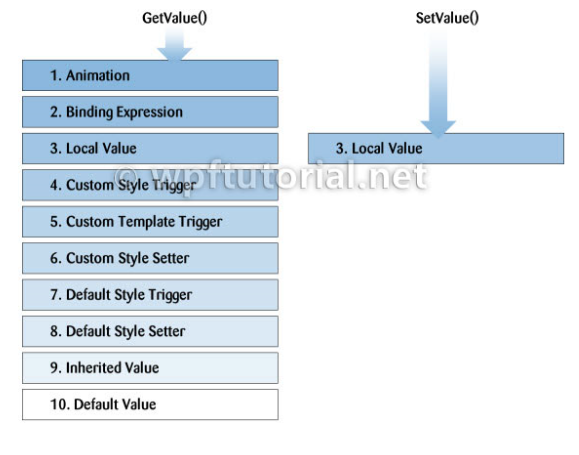 GetValue()
SetValue()
1. Animation
2. Binding Expression
3. Local Value
3. Local Value
© wpftutorial.net
4. Custom Style Trigger
5. Custom Template Trigger
6. Custom Style Setter
7. Default Style Trigger
8. Default Style Setter
9. Inherited Value
10. Default Value